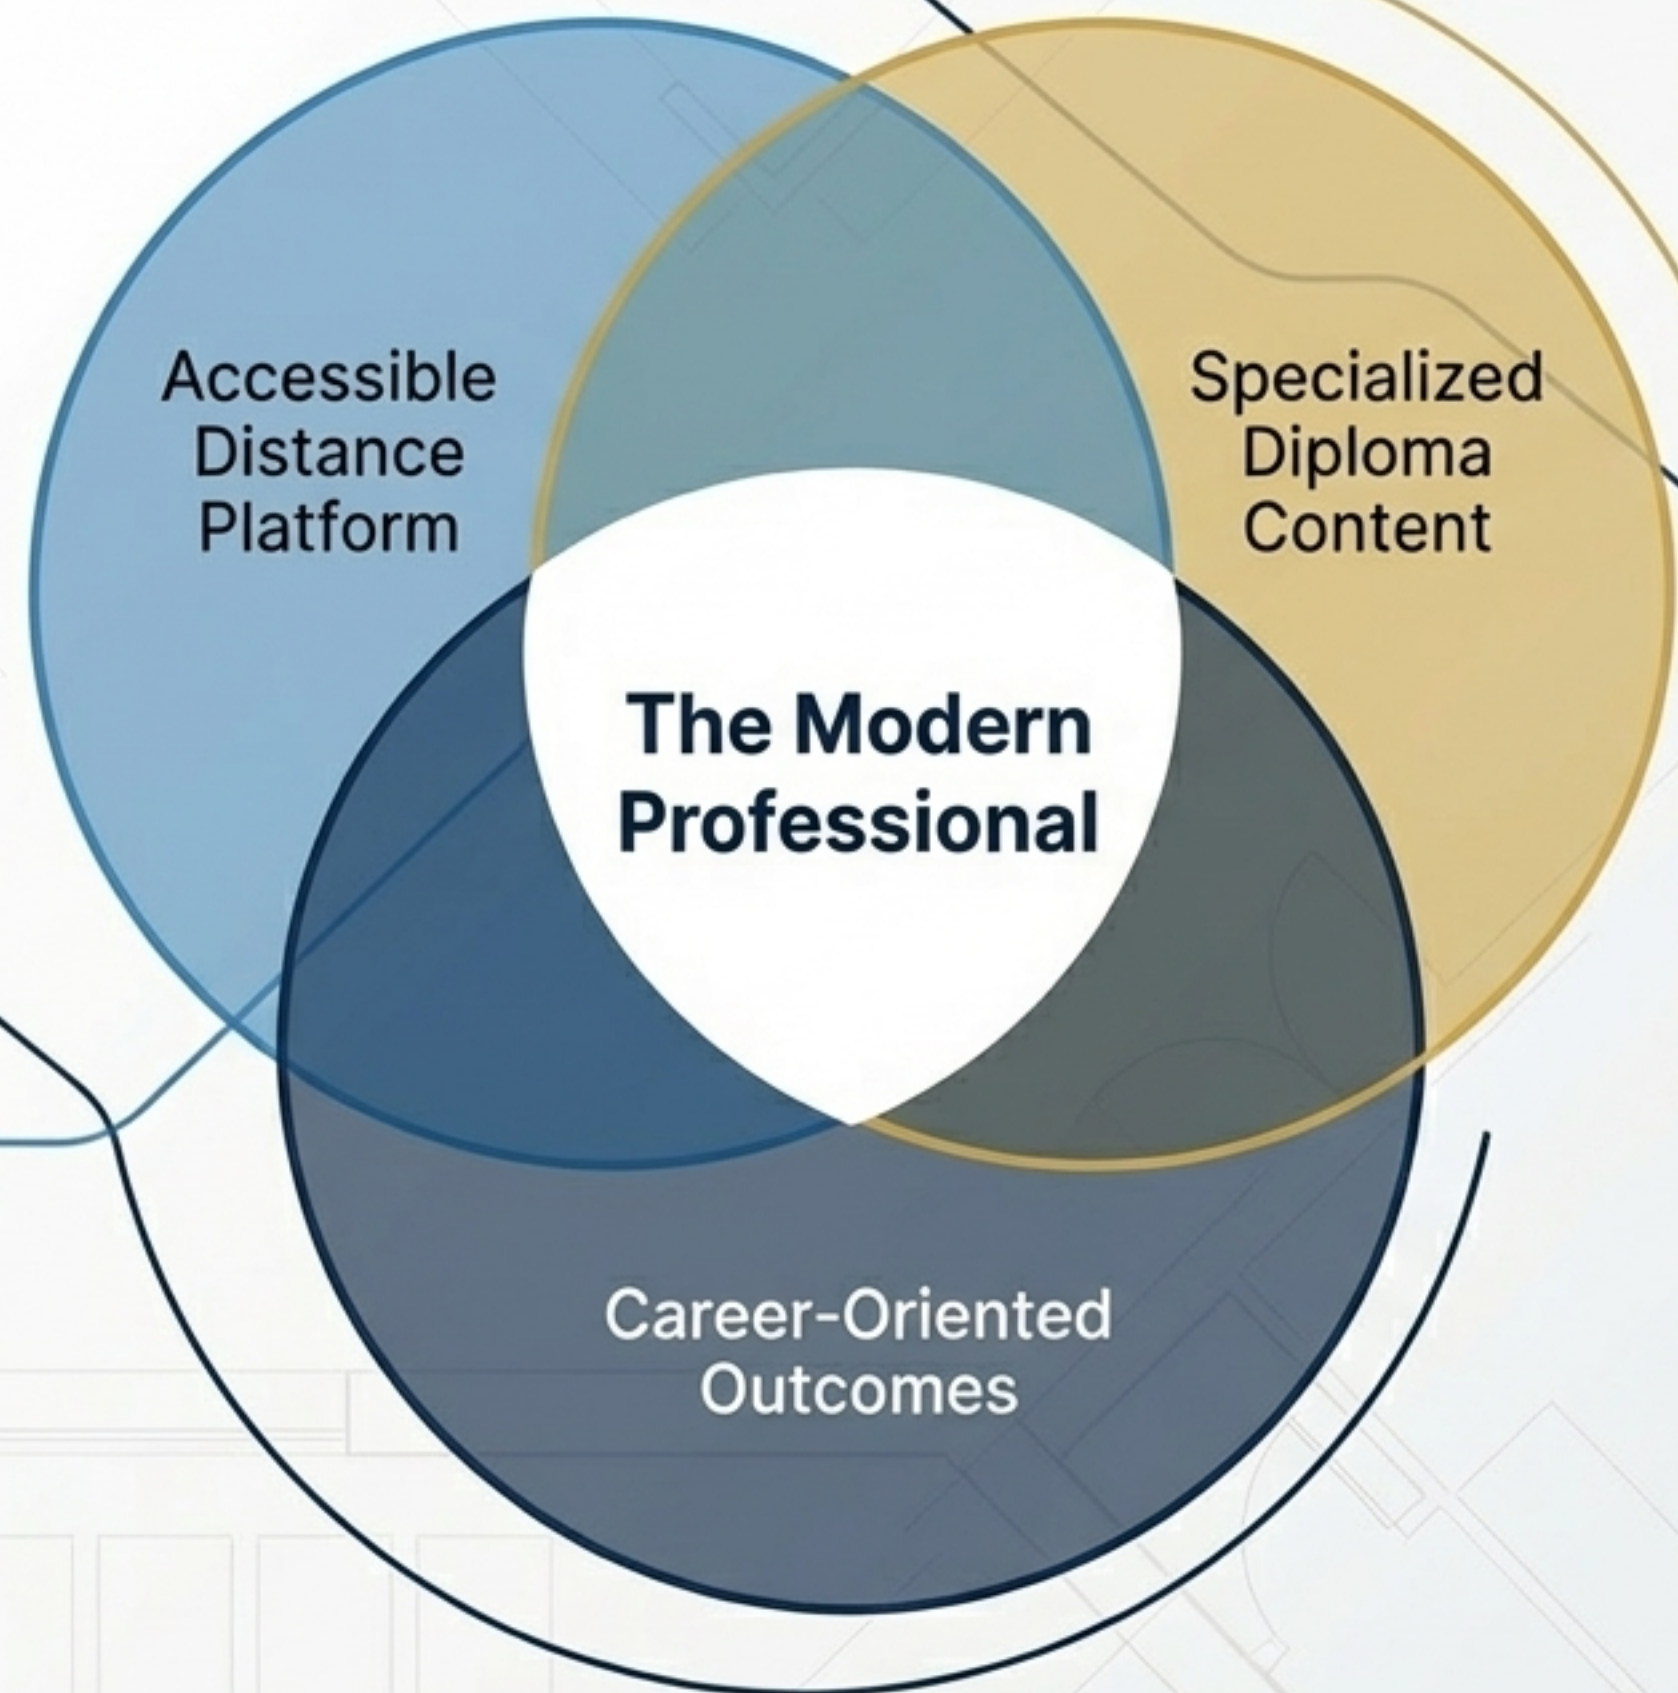 Accessible
Distance
Platform
Specialized
Diploma
Content
The Modern
Professional
Career-Oriented
Outcomes